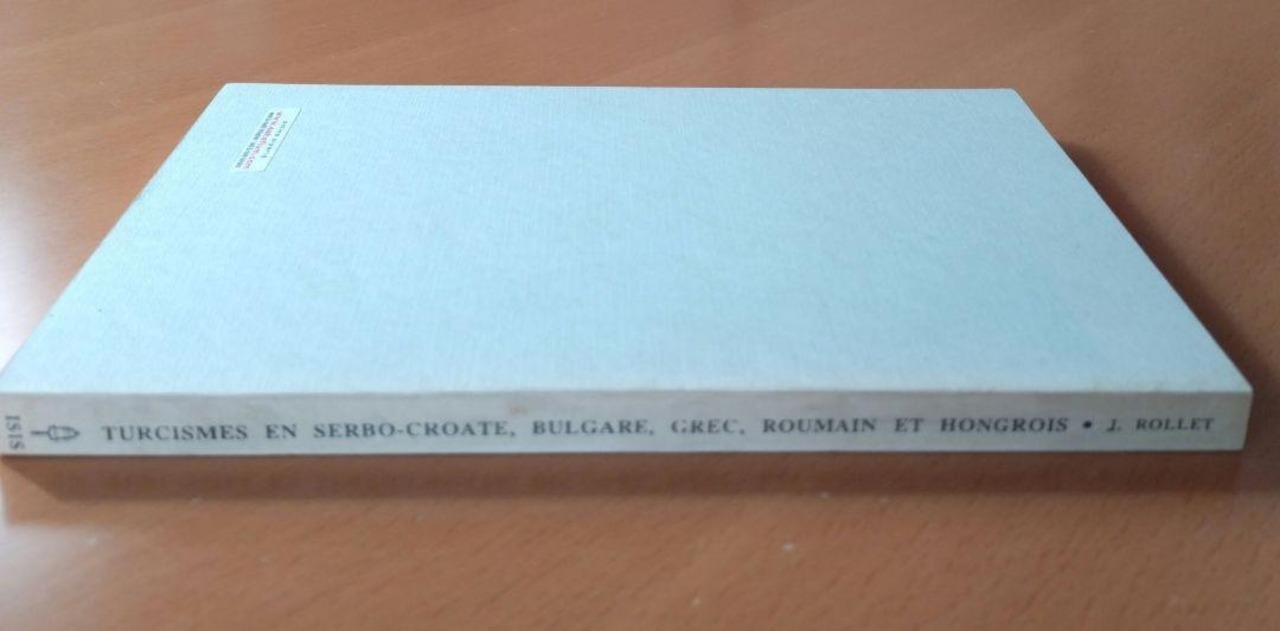 ISIS
TURCISMES EN SERBO-CROATE, BULGARE, GREC, ROUMAIN ET HONGROIS • J. ROLLET